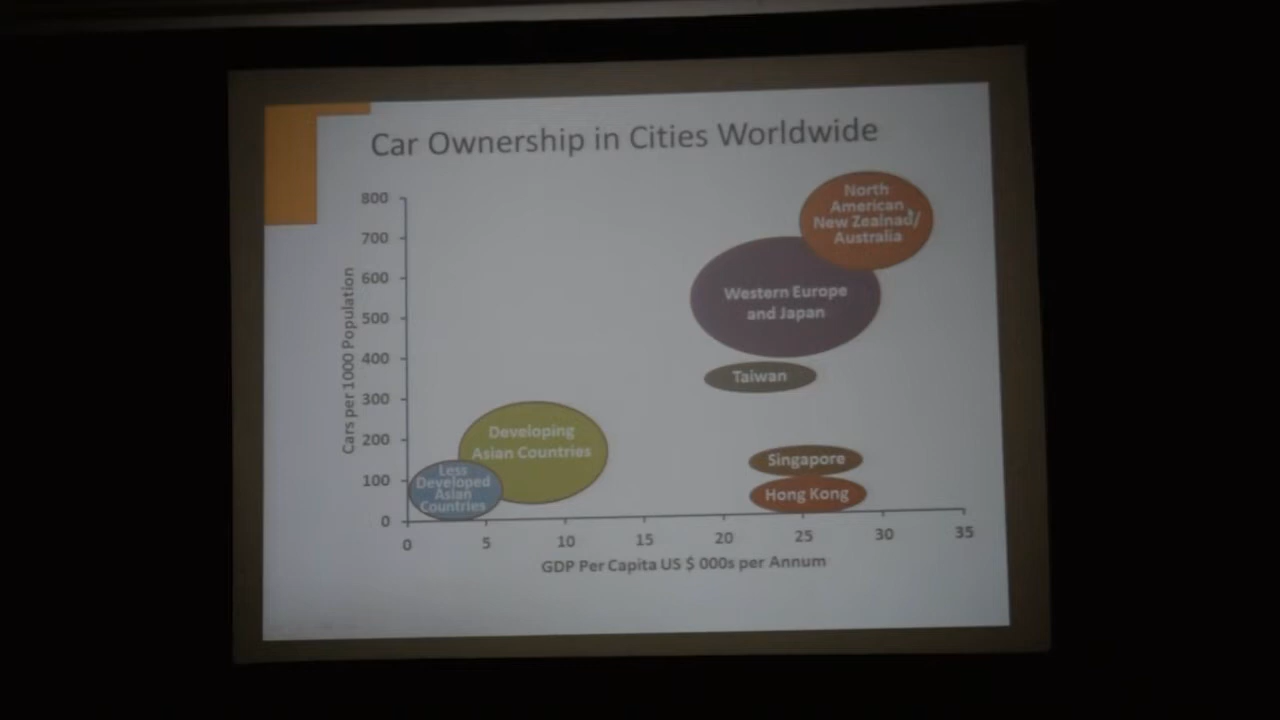 Car Ownership in Cities Worldwide
Cars per 1000 Population
800
700
600
500
400
300
200
100
0
North
American
New Zealnad/
Australia
Western Europe
and Japan
Taiwan
Developing
Asian Countries
Less
Developed
Asian
Countries
Singapore
Hong Kong
0 5 10 15 20 25 30 35
GDP Per Capita US $ 000s per Annum